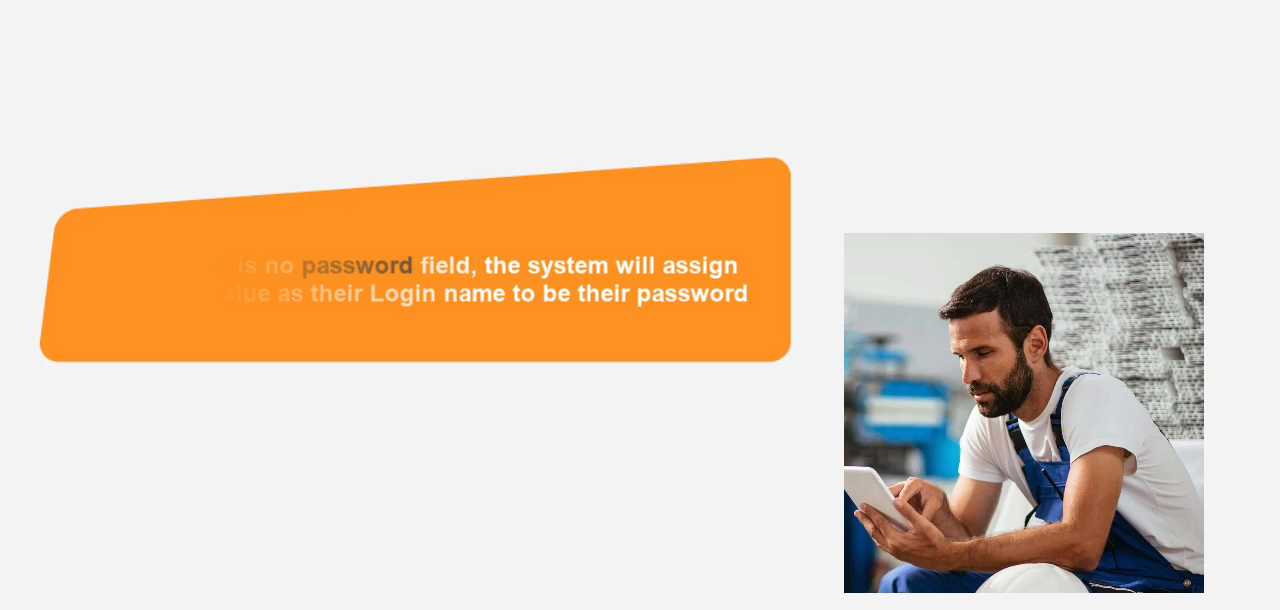 is no password field, the system will assign
as their Login name to be their password